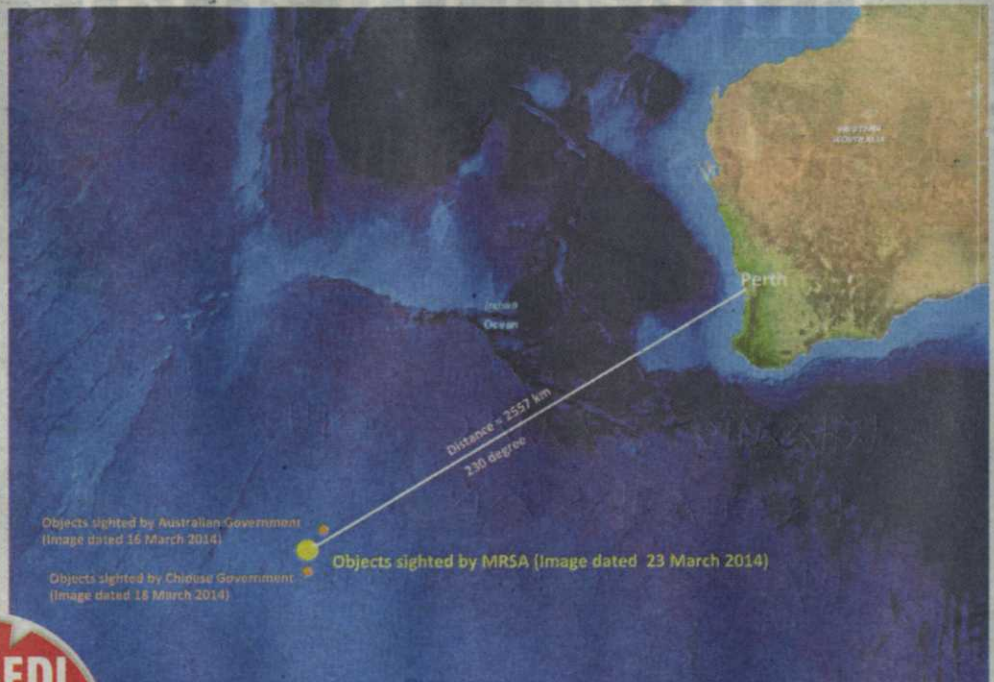 WESTERN
AUSTRALIA
Perth
Indian
Ocean
Distance = 2557 km
230 degree
Objects sighted by Australian Government
(Image dated 16 March 2014)
Objects sighted by MRSA (Image dated 23 March 2014)
Objects sighted by Chinese Government
(Image dated 18 March 2014)
EDI